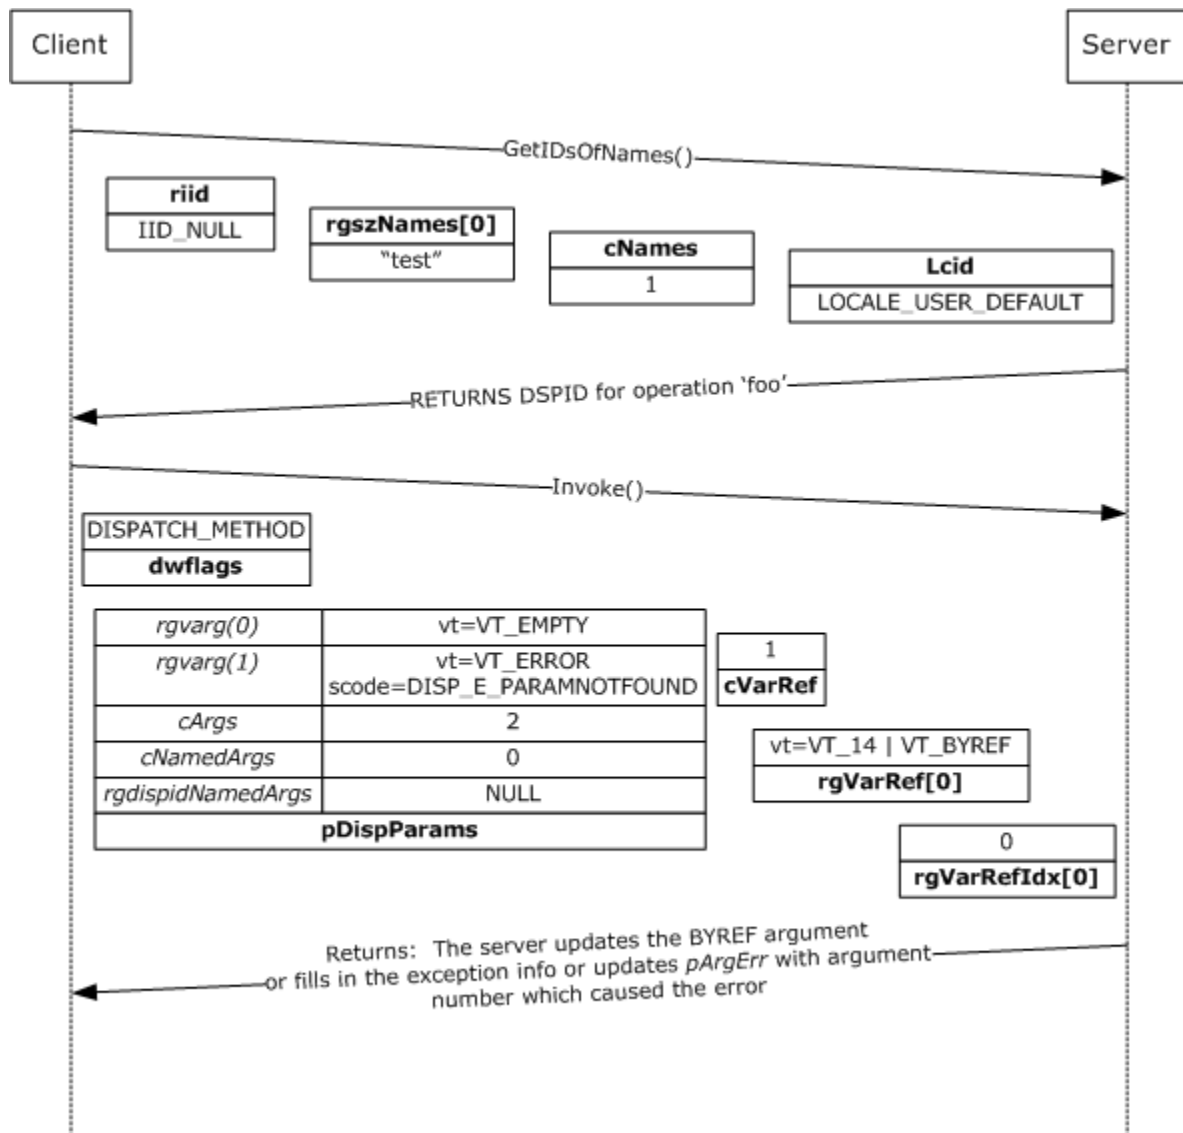 Client
Server
GetIDsOfNames()
riid
IID_NULL
rgszNames[0]
“test”
cNames
1
Lcid
LOCALE_USER_DEFAULT
RETURNS DSPID for operation ‘foo’
Invoke()
DISPATCH_METHOD
dwflags
rgvarg(0) vt=VT_EMPTY
rgvarg(1) vt=VT_ERROR
scode=DISP_E_PARAMNOTFOUND
cArgs 2
cNamedArgs 0
rgdispidNamedArgs NULL
pDispParams
1
cVarRef
vt=VT_14 | VT_BYREF
rgVarRef[0]
0
rgVarRefIdx[0]
Returns: The server updates the BYREF argument
or fills in the exception info or updates pArgErr with argument
number which caused the error